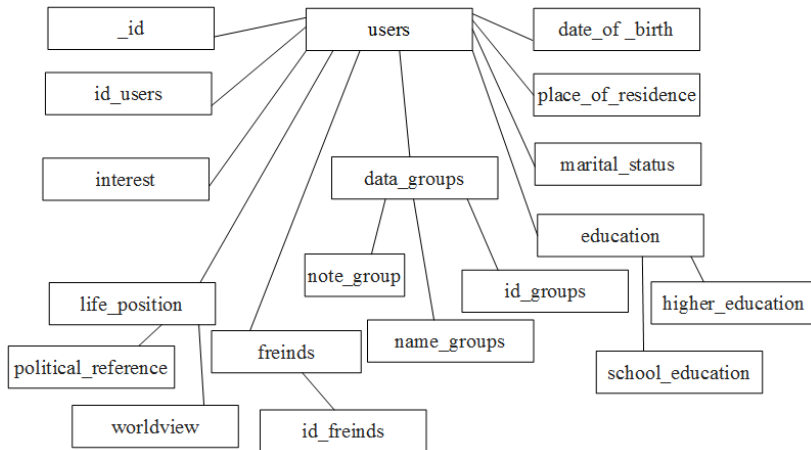 _id
users
date_of _birth
id_users
place_of_residence
interest
data_groups
marital_status
education
note_group
id_groups
life_position
higher_education
freinds
name_groups
political_reference
school_education
worldview
id_freinds